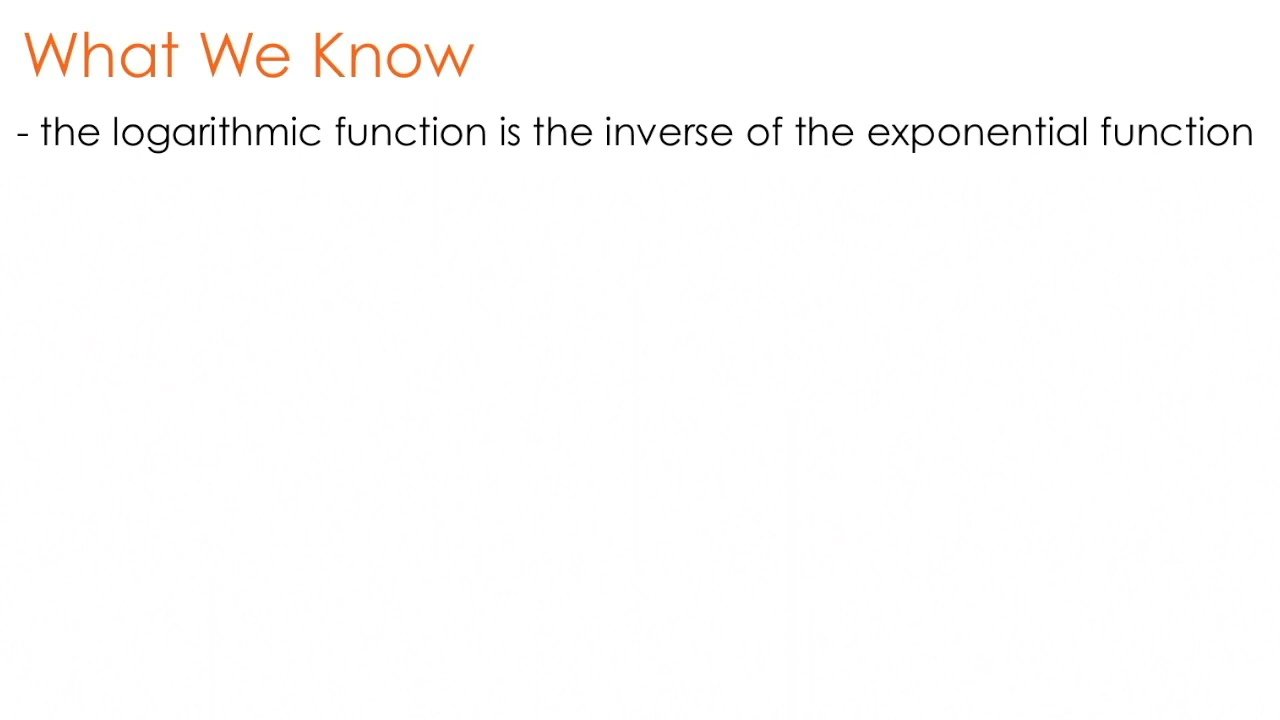 What We Know
- the logarithmic function is the inverse of the exponential function